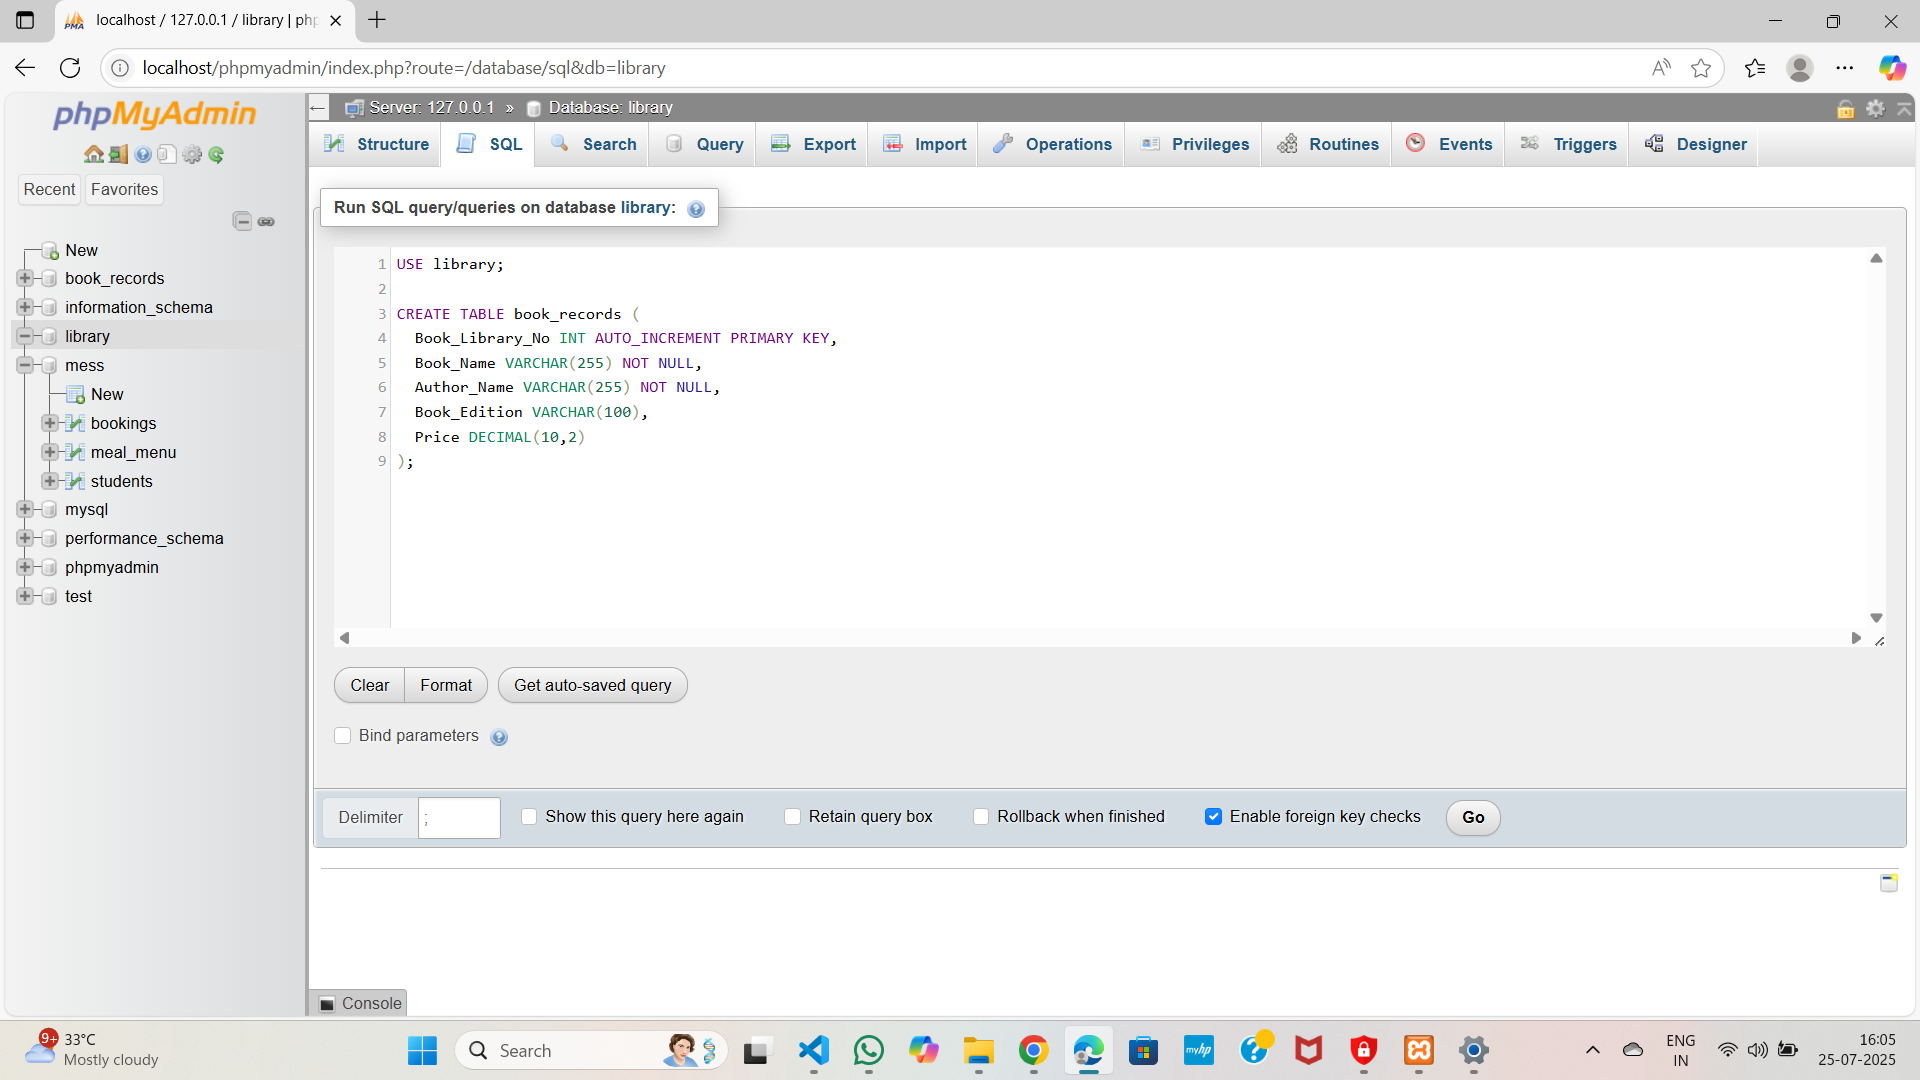 localhost / 127.0.0.1 / library | php
localhost/phpmyadmin/index.php?route=/database/sql&db=library
phpMyAdmin
Recent
Favorites
New
book_records
information_schema
library
mess
New
bookings
meal_menu
students
mysql
performance_schema
phpmyadmin
test
Server: 127.0.0.1 » Database: library
Structure
SQL
Search
Query
Export
Import
Operations
Privileges
Routines
Events
Triggers
Designer
Run SQL query/queries on database library:
1 USE library;
2
3 CREATE TABLE book_records (
4 Book_Library_No INT AUTO_INCREMENT PRIMARY KEY,
5 Book_Name VARCHAR(255) NOT NULL,
6 Author_Name VARCHAR(255) NOT NULL,
7 Book_Edition VARCHAR(100),
8 Price DECIMAL(10,2)
9 );
Clear
Format
Get auto-saved query
Bind parameters
Delimiter ;
Show this query here again
Retain query box
Rollback when finished
Enable foreign key checks
Go
Console
9+
33°C
Mostly cloudy
Search
myhp
ENG
IN
16:05
25-07-2025